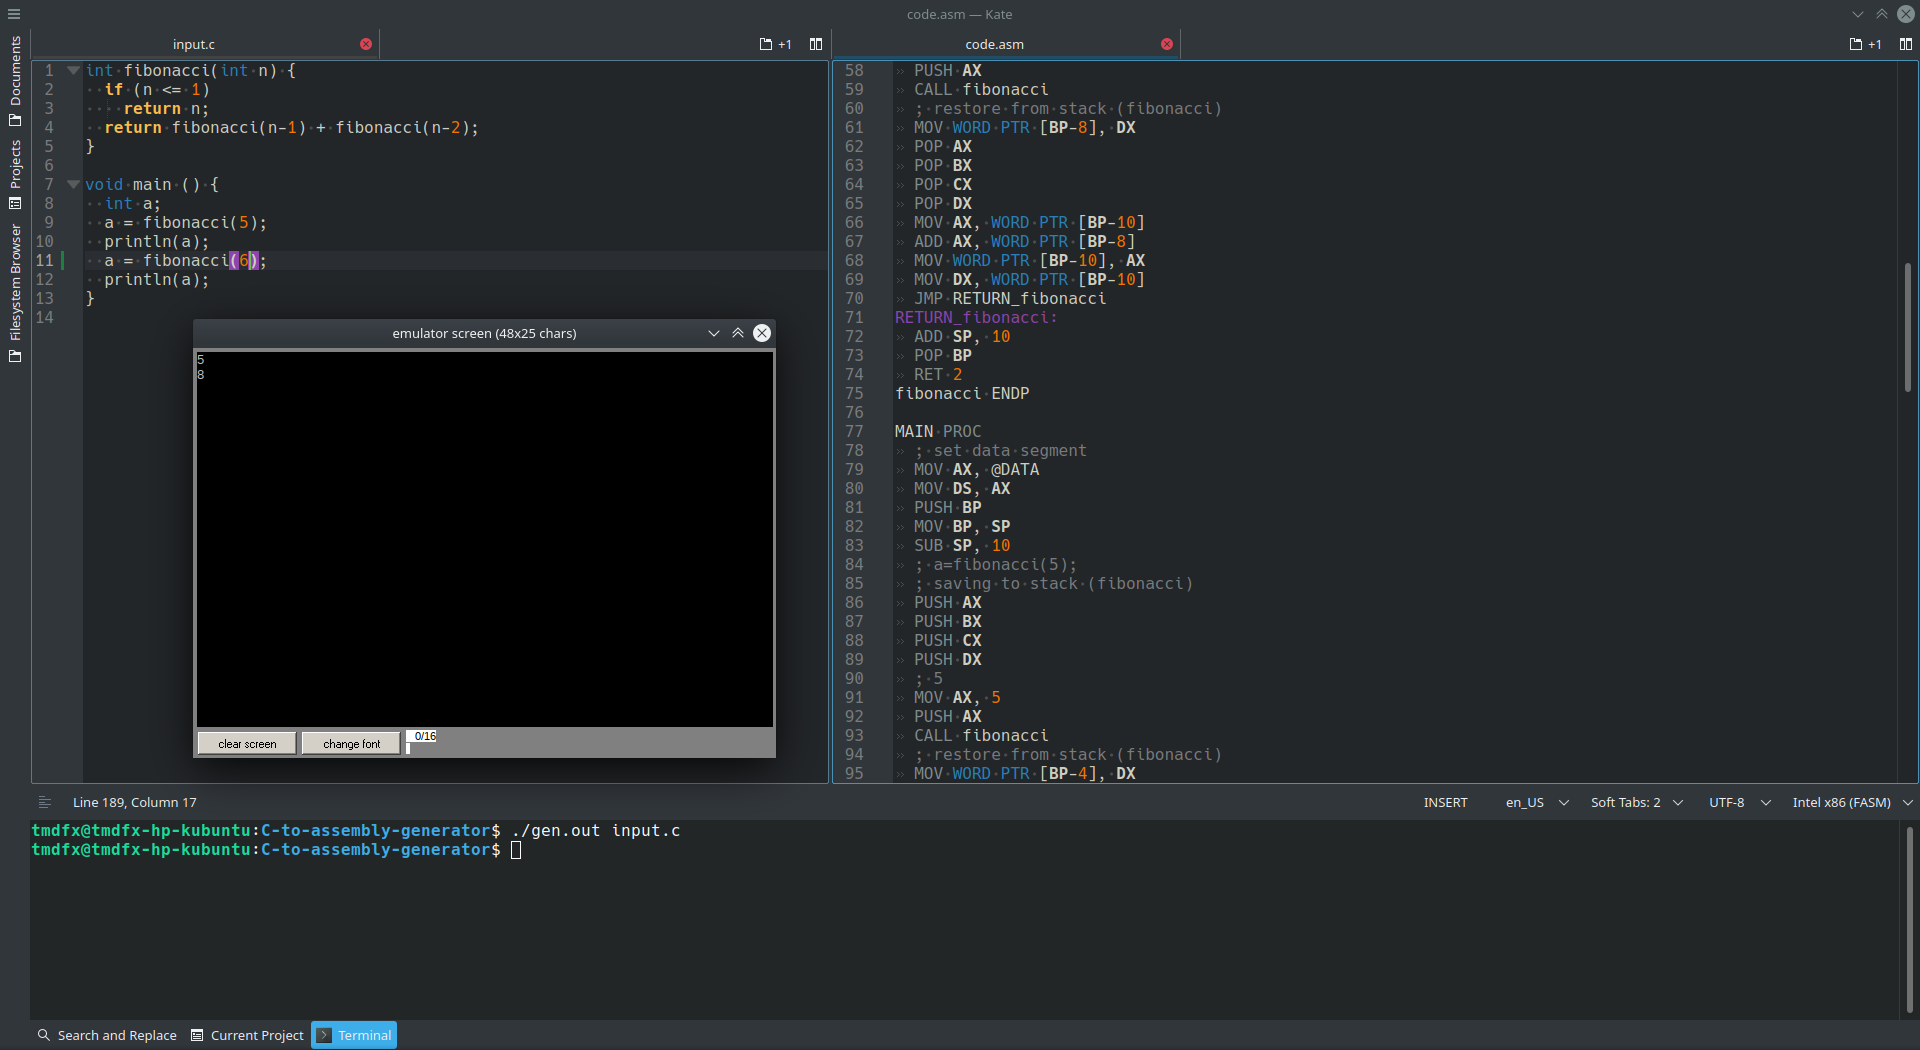 code.asm — Kate
Documents
Projects
Filesystem Browser
input.c
+1
1 int fibonacci(int n) {
2 if (n <= 1)
3 return n;
4 return fibonacci(n-1) + fibonacci(n-2);
5 }
6
7 void main () {
8 int a;
9 a = fibonacci(5);
10 println(a);
11 a = fibonacci(6);
12 println(a);
13 }
14
emulator screen (48x25 chars)
5
8
clear screen
change font
0/16
code.asm
+1
58 PUSH AX
59 CALL fibonacci
60 ; restore from stack (fibonacci)
61 MOV WORD PTR [BP-8], DX
62 POP AX
63 POP BX
64 POP CX
65 POP DX
66 MOV AX, WORD PTR [BP-10]
67 ADD AX, WORD PTR [BP-8]
68 MOV WORD PTR [BP-10], AX
69 MOV DX, WORD PTR [BP-10]
70 JMP RETURN_fibonacci
71 RETURN_fibonacci:
72 ADD SP, 10
73 POP BP
74 RET 2
75 fibonacci ENDP
76
77 MAIN PROC
78 ; set data segment
79 MOV AX, @DATA
80 MOV DS, AX
81 PUSH BP
82 MOV BP, SP
83 SUB SP, 10
84 ; a=fibonacci(5);
85 ; saving to stack (fibonacci)
86 PUSH AX
87 PUSH BX
88 PUSH CX
89 PUSH DX
90 ; 5
91 MOV AX, 5
92 PUSH AX
93 CALL fibonacci
94 ; restore from stack (fibonacci)
95 MOV WORD PTR [BP-4], DX
Line 189, Column 17
INSERT
en_US
Soft Tabs: 2
UTF-8
Intel x86 (FASM)
tmdfx@tmdfx-hp-kubuntu:C-to-assembly-generator$ ./gen.out input.c
tmdfx@tmdfx-hp-kubuntu:C-to-assembly-generator$
Search and Replace
Current Project
Terminal